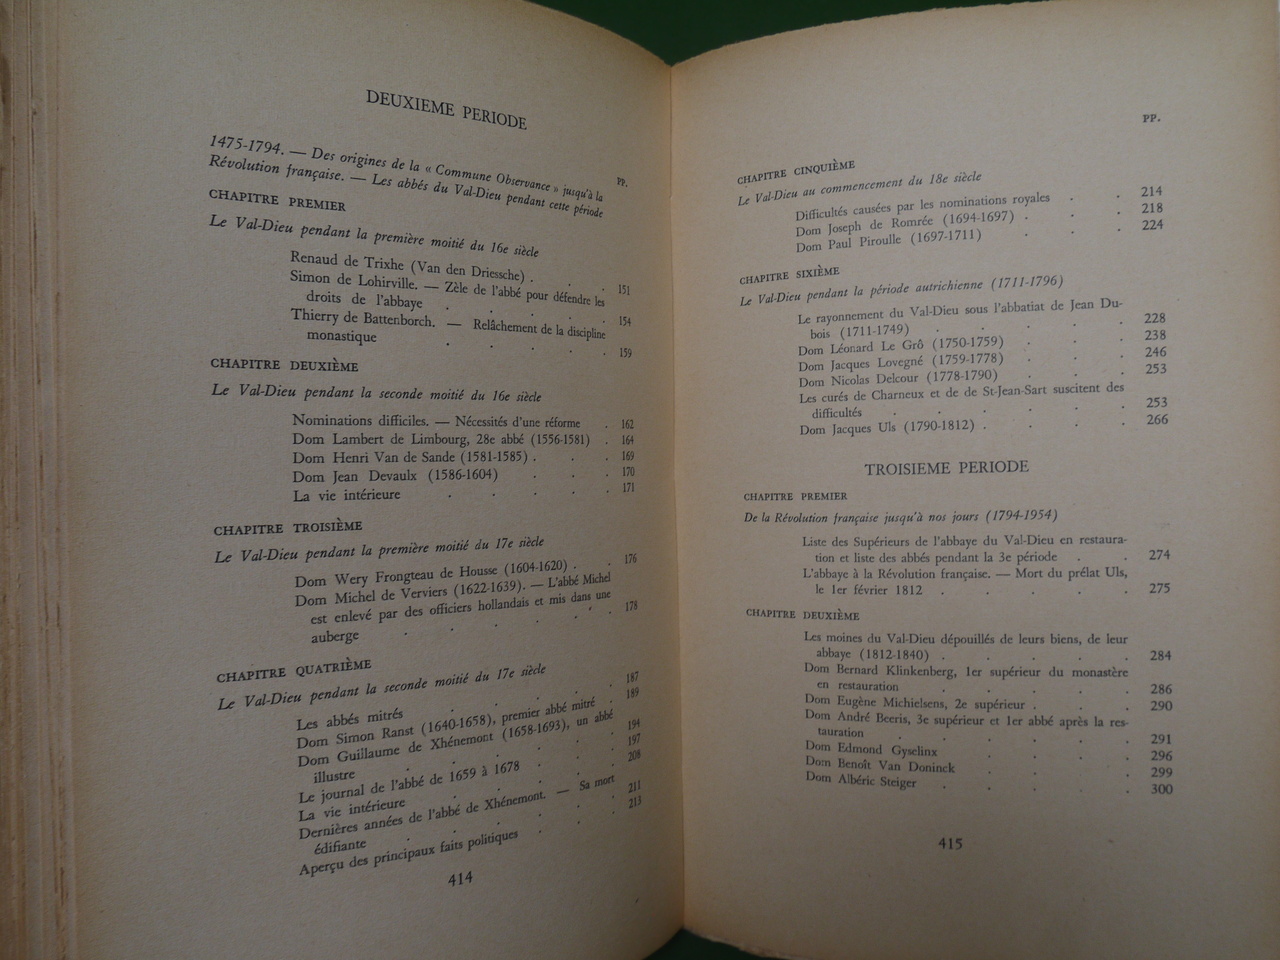 DEUXIEME PERIODE
PP.
1475-1794. — Des origines de la « Commune Observance » jusqu'à la
Révolution française. — Les abbés du Val-Dieu pendant cette période
CHAPITRE PREMIER
Le Val-Dieu pendant la première moitié du 16e siècle
Renaud de Trixhe (Van den Driessche) . . . 151
Simon de Lohirville. — Zèle de l'abbé pour défendre les
droits de l'abbaye . . . . . 154
Thierry de Battenborch. — Relâchement de la discipline
monastique . . . . . 159
CHAPITRE DEUXIÈME
Le Val-Dieu pendant la seconde moitié du 16e siècle
Nominations difficiles. — Nécessités d'une réforme . 162
Dom Lambert de Limbourg, 28e abbé (1556-1581) . 164
Dom Henri Van de Sande (1581-1585) . . . 169
Dom Jean Devaulx (1586-1604) . . . 170
La vie intérieure . . . . . 171
CHAPITRE TROISIÈME
Le Val-Dieu pendant la première moitié du 17e siècle
Dom Wery Frongteau de Housse (1604-1620) . . 176
Dom Michel de Verviers (1622-1639). — L'abbé Michel
est enlevé par des officiers hollandais et mis dans une
auberge . . . . . 178
CHAPITRE QUATRIÈME
Le Val-Dieu pendant la seconde moitié du 17e siècle
Les abbés mitrés . . . . . 187
Dom Simon Ranst (1640-1658), premier abbé mitré . 189
Dom Guillaume de Xhénemont (1658-1693), un abbé
illustre . . . . . 194
Le journal de l'abbé de 1659 à 1678 . . . 197
La vie intérieure . . . . . 208
Dernières années de l'abbé de Xhénemont. — Sa mort
édifiante . . . . . 211
Aperçu des principaux faits politiques . . . 213
414
PP.
CHAPITRE CINQUIÈME
Le Val-Dieu au commencement du 18e siècle
Difficultés causées par les nominations royales . . 214
Dom Joseph de Romrée (1694-1697) . . . 218
Dom Paul Piroulle (1697-1711) . . . 224
CHAPITRE SIXIÈME
Le Val-Dieu pendant la période autrichienne (1711-1796)
Le rayonnement du Val-Dieu sous l'abbatiat de Jean Du-
bois (1711-1749) . . . . . 228
Dom Léonard Le Grô (1750-1759) . . . 238
Dom Jacques Lovegné (1759-1778) . . . 246
Dom Nicolas Delcour (1778-1790) . . . 253
Les curés de Charneux et de de St-Jean-Sart suscitent des
difficultés . . . . . . 253
Dom Jacques Uls (1790-1812) . . . . 266
TROISIEME PERIODE
CHAPITRE PREMIER
De la Révolution française jusqu'à nos jours (1794-1954)
Liste des Supérieurs de l'abbaye du Val-Dieu en restaura-
tion et liste des abbés pendant la 3e période . . 274
L'abbaye à la Révolution française. — Mort du prélat Uls,
le 1er février 1812 . . . . . 275
CHAPITRE DEUXIÈME
Les moines du Val-Dieu dépouillés de leurs biens, de leur
abbaye (1812-1840) . . . . . 284
Dom Bernard Klinkenberg, 1er supérieur du monastère
en restauration . . . . . 286
Dom Eugène Michielsens, 2e supérieur . . . 290
Dom André Beeris, 3e supérieur et 1er abbé après la res-
tauration . . . . . . 291
Dom Edmond Gyselinx . . . . 296
Dom Benoît Van Doninck . . . . 299
Dom Albéric Steiger . . . . . 300
415